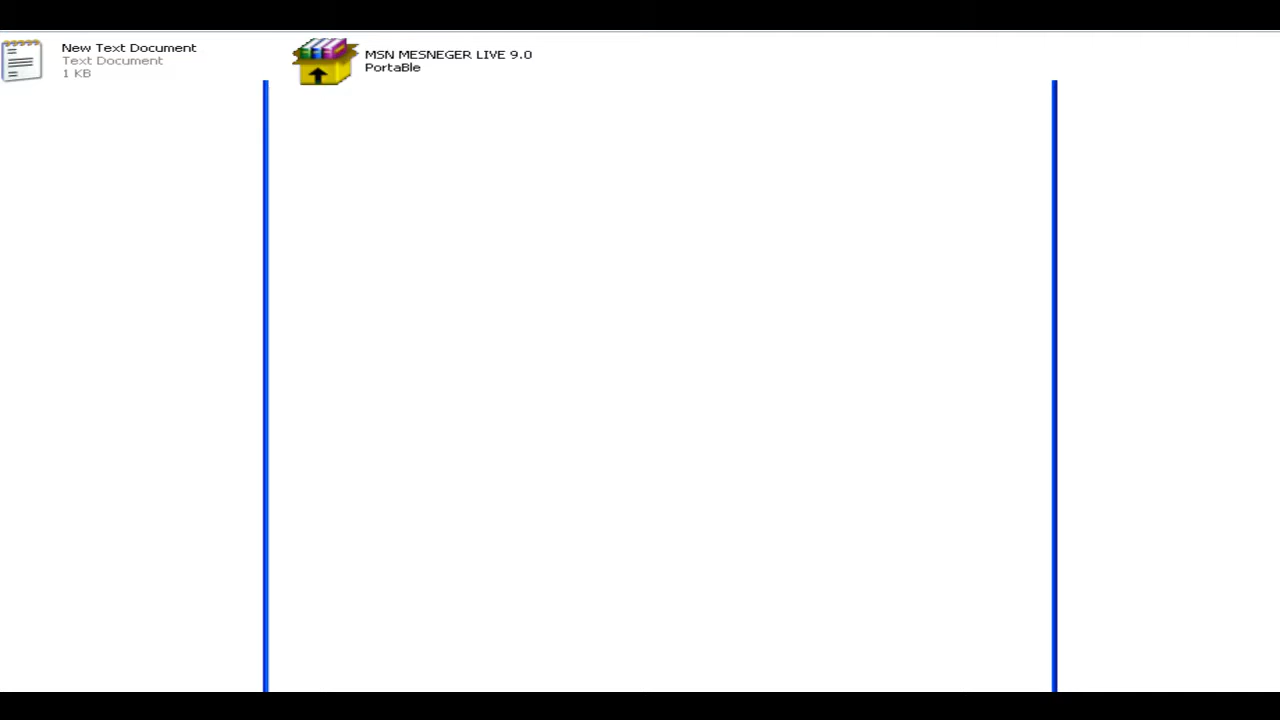 New Text Document
Text Document
1 KB
MSN MESNEGER LIVE 9.0
PortaBle